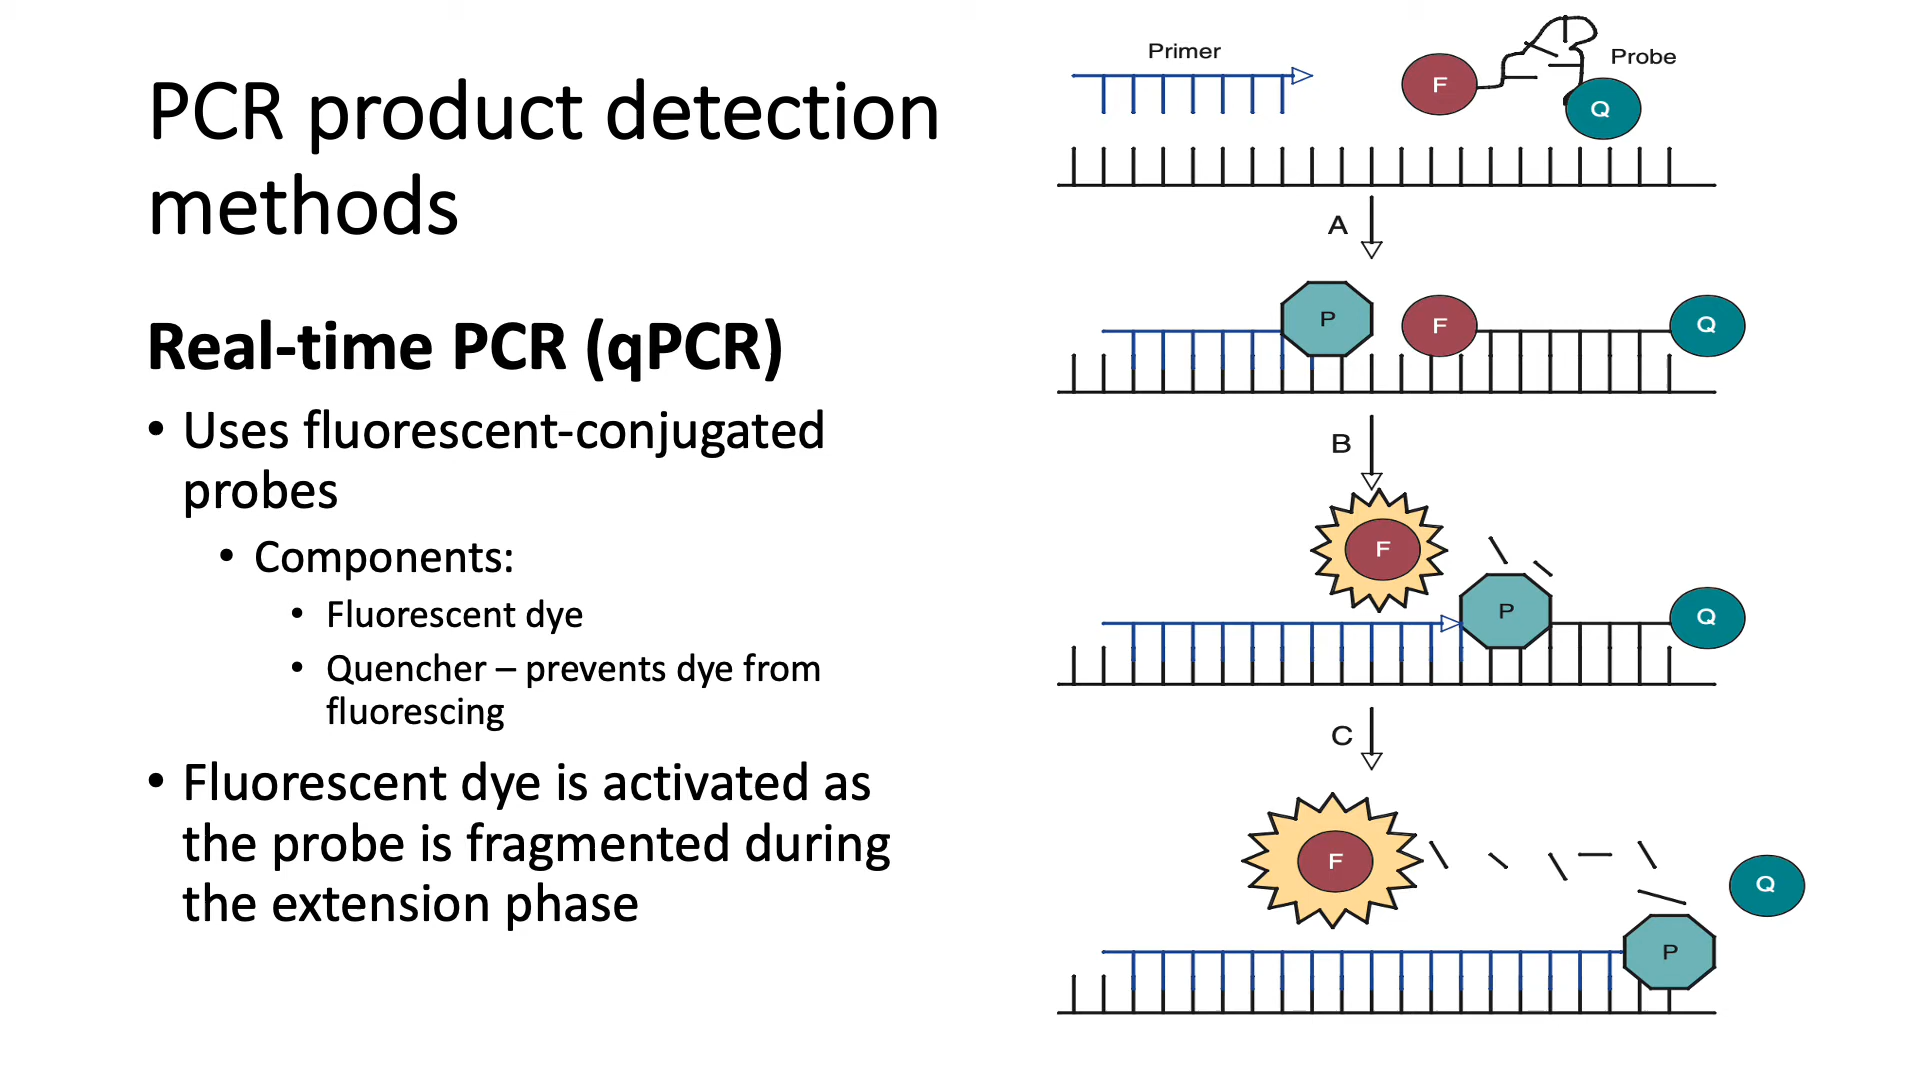 PCR product detection
methods
Real-time PCR (qPCR)
• Uses fluorescent-conjugated
probes
• Components:
• Fluorescent dye
• Quencher – prevents dye from
fluorescing
• Fluorescent dye is activated as
the probe is fragmented during
the extension phase
Primer
F
Probe
Q
A
P
F
Q
B
F
P
Q
C
F
Q
P